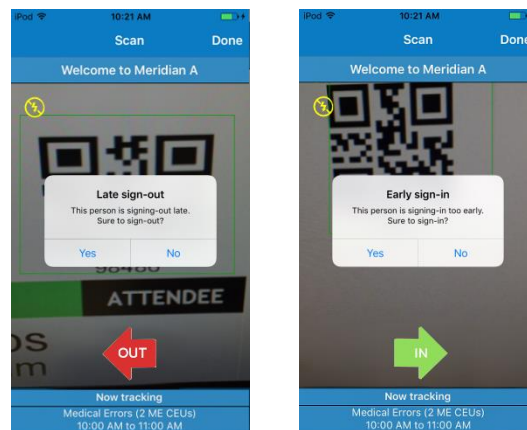 iPod 10:21 AM
Scan Done
Welcome to Meridian A
Late sign-out
This person is signing-out late.
Sure to sign-out?
Yes No
98486
ATTENDEE
OUT
Now tracking
Medical Errors (2 ME CEUs)
10:00 AM to 11:00 AM
iPod 10:21 AM
Scan Done
Welcome to Meridian A
Early sign-in
This person is signing-in too early.
Sure to sign-in?
Yes No
IN
Now tracking
Medical Errors (2 ME CEUs)
10:00 AM to 11:00 AM